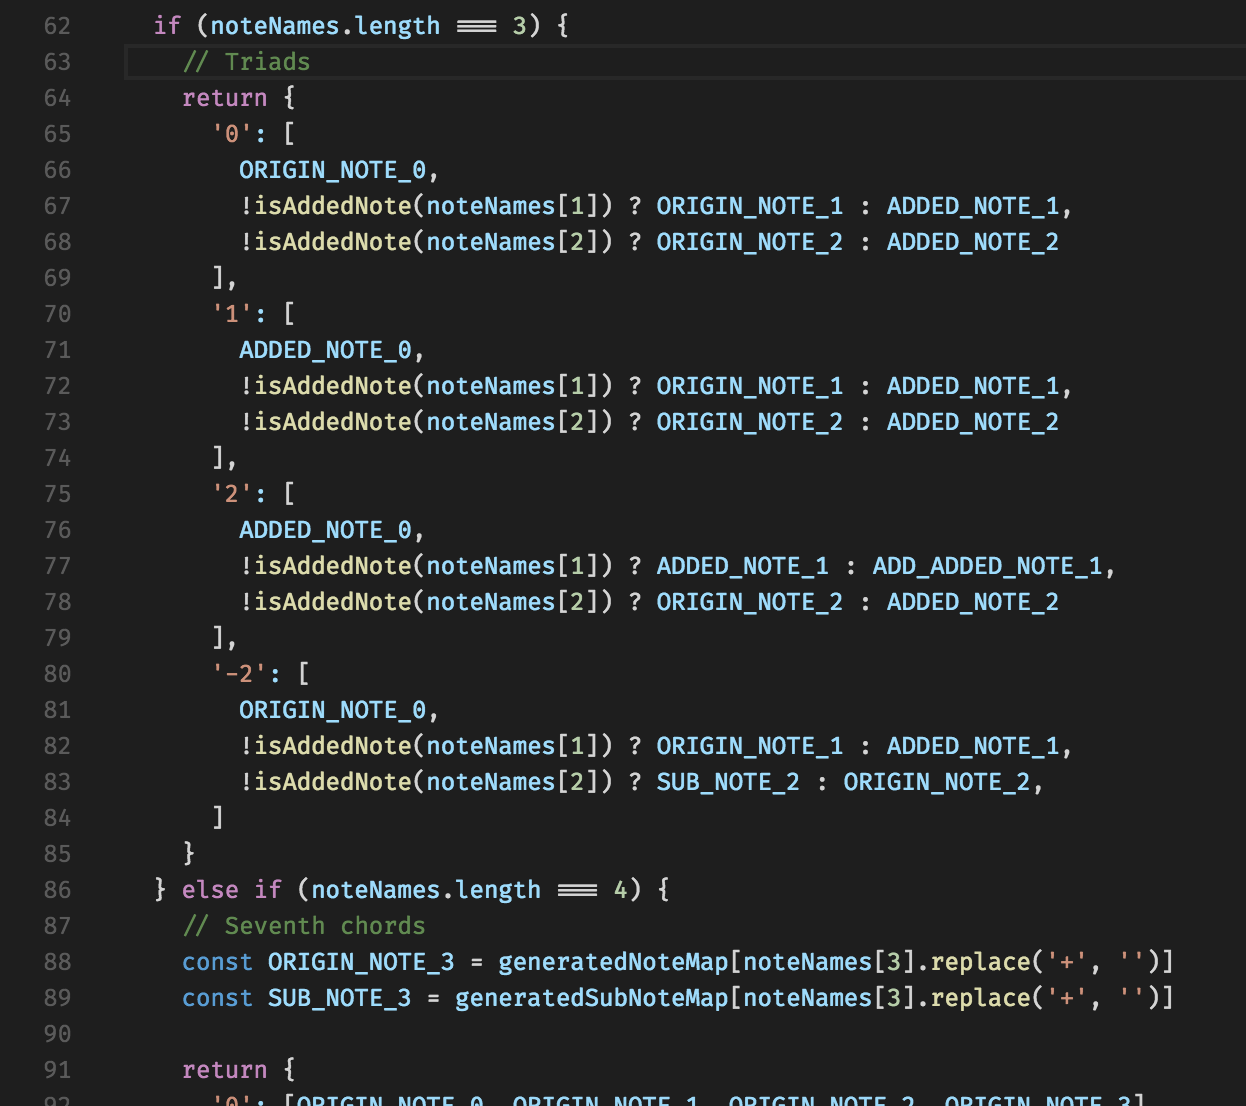 62 if (noteNames.length === 3) {
63 // Triads
64 return {
65 '0': [
66 ORIGIN_NOTE_0,
67 !isAddedNote(noteNames[1]) ? ORIGIN_NOTE_1 : ADDED_NOTE_1,
68 !isAddedNote(noteNames[2]) ? ORIGIN_NOTE_2 : ADDED_NOTE_2
69 ],
70 '1': [
71 ADDED_NOTE_0,
72 !isAddedNote(noteNames[1]) ? ORIGIN_NOTE_1 : ADDED_NOTE_1,
73 !isAddedNote(noteNames[2]) ? ORIGIN_NOTE_2 : ADDED_NOTE_2
74 ],
75 '2': [
76 ADDED_NOTE_0,
77 !isAddedNote(noteNames[1]) ? ADDED_NOTE_1 : ADD_ADDED_NOTE_1,
78 !isAddedNote(noteNames[2]) ? ORIGIN_NOTE_2 : ADDED_NOTE_2
79 ],
80 '-2': [
81 ORIGIN_NOTE_0,
82 !isAddedNote(noteNames[1]) ? ORIGIN_NOTE_1 : ADDED_NOTE_1,
83 !isAddedNote(noteNames[2]) ? SUB_NOTE_2 : ORIGIN_NOTE_2,
84 ]
85 }
86 } else if (noteNames.length === 4) {
87 // Seventh chords
88 const ORIGIN_NOTE_3 = generatedNoteMap[noteNames[3].replace('+', '')]
89 const SUB_NOTE_3 = generatedSubNoteMap[noteNames[3].replace('+', '')]
90
91 return {
92 '0': [ORIGIN_NOTE_0, ORIGIN_NOTE_1, ORIGIN_NOTE_2, ORIGIN_NOTE_3]